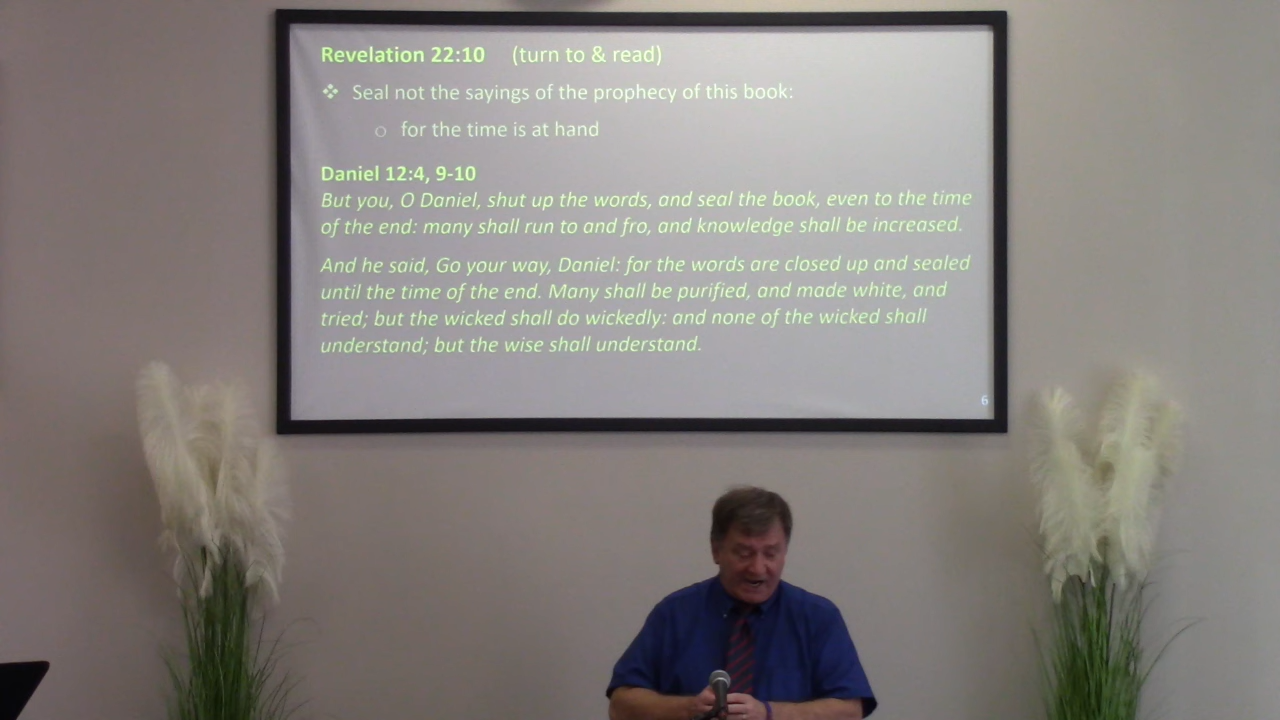 Revelation 22:10 (turn to & read)
❖ Seal not the sayings of the prophecy of this book:
o for the time is at hand
Daniel 12:4, 9-10
But you, O Daniel, shut up the words, and seal the book, even to the time
of the end: many shall run to and fro, and knowledge shall be increased.
And he said, Go your way, Daniel: for the words are closed up and sealed
until the time of the end. Many shall be purified, and made white, and
tried; but the wicked shall do wickedly: and none of the wicked shall
understand; but the wise shall understand.
6